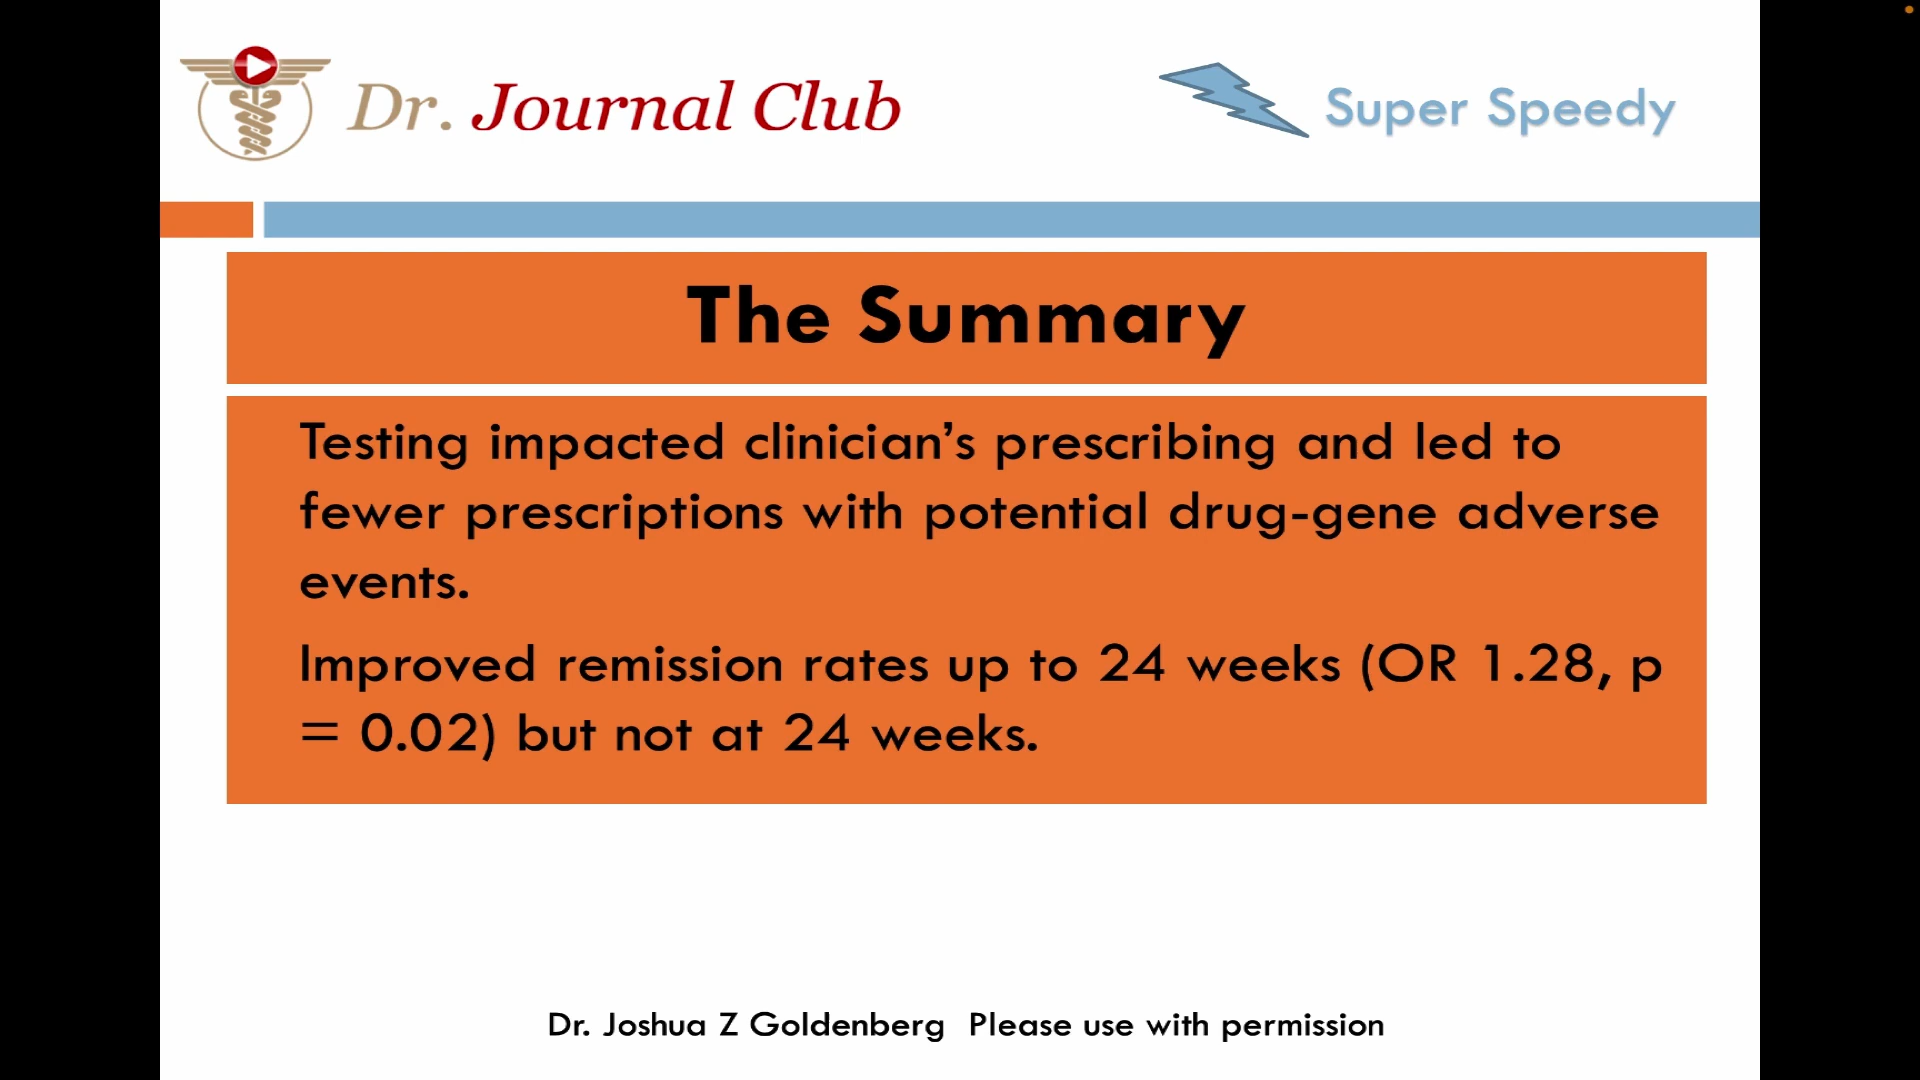 Dr. Journal Club
Super Speedy
The Summary
Testing impacted clinician’s prescribing and led to
fewer prescriptions with potential drug-gene adverse
events.
Improved remission rates up to 24 weeks (OR 1.28, p
= 0.02) but not at 24 weeks.
Dr. Joshua Z Goldenberg  Please use with permission